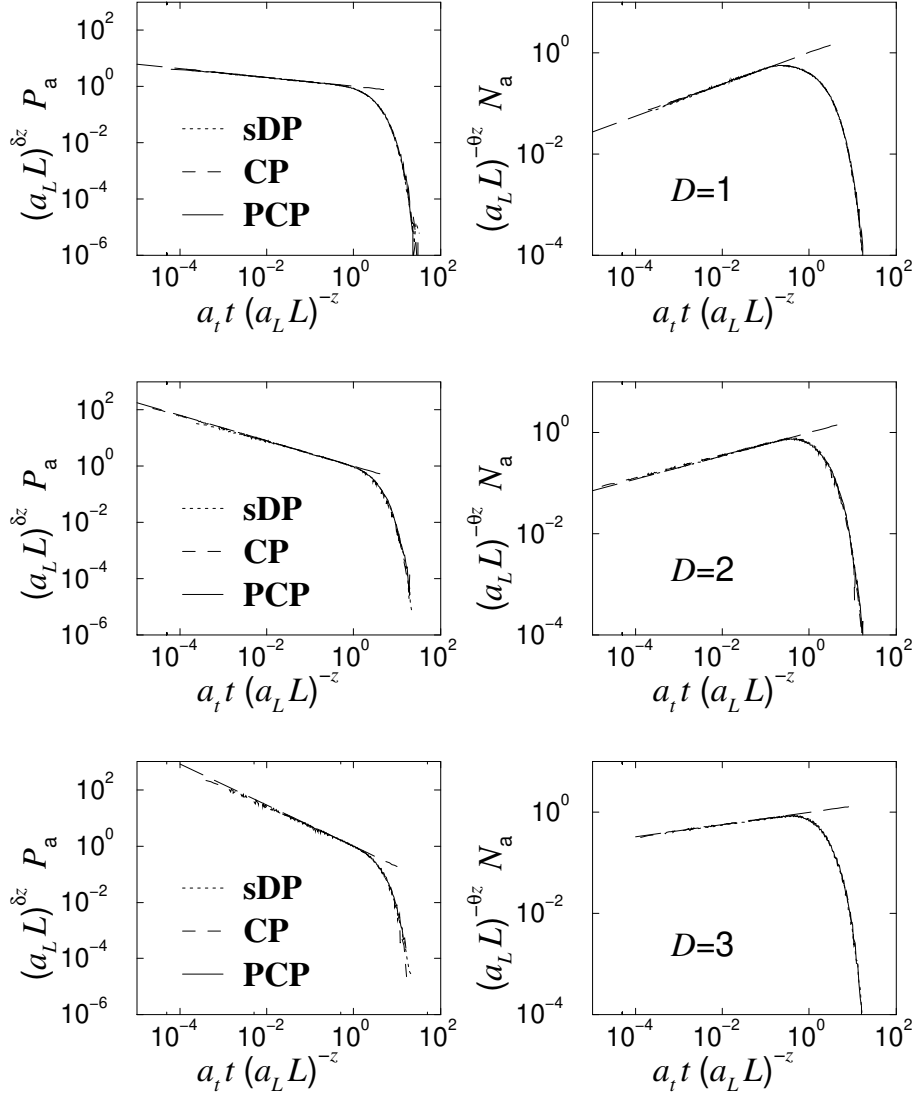 (a_L L)^{δz} P_a
10^2
10^0
10^{-2}
10^{-4}
10^{-6}
sDP
CP
PCP
10^{-4} 10^{-2} 10^0 10^2
a_t t (a_L L)^{-z}
(a_L L)^{-θz} N_a
10^0
10^{-2}
10^{-4}
D=1
10^{-4} 10^{-2} 10^0 10^2
a_t t (a_L L)^{-z}
(a_L L)^{δz} P_a
10^2
10^0
10^{-2}
10^{-4}
10^{-6}
sDP
CP
PCP
10^{-4} 10^{-2} 10^0 10^2
a_t t (a_L L)^{-z}
(a_L L)^{-θz} N_a
10^0
10^{-2}
10^{-4}
D=2
10^{-4} 10^{-2} 10^0 10^2
a_t t (a_L L)^{-z}
(a_L L)^{δz} P_a
10^2
10^0
10^{-2}
10^{-4}
10^{-6}
sDP
CP
PCP
10^{-4} 10^{-2} 10^0 10^2
a_t t (a_L L)^{-z}
(a_L L)^{-θz} N_a
10^0
10^{-2}
10^{-4}
D=3
10^{-4} 10^{-2} 10^0 10^2
a_t t (a_L L)^{-z}